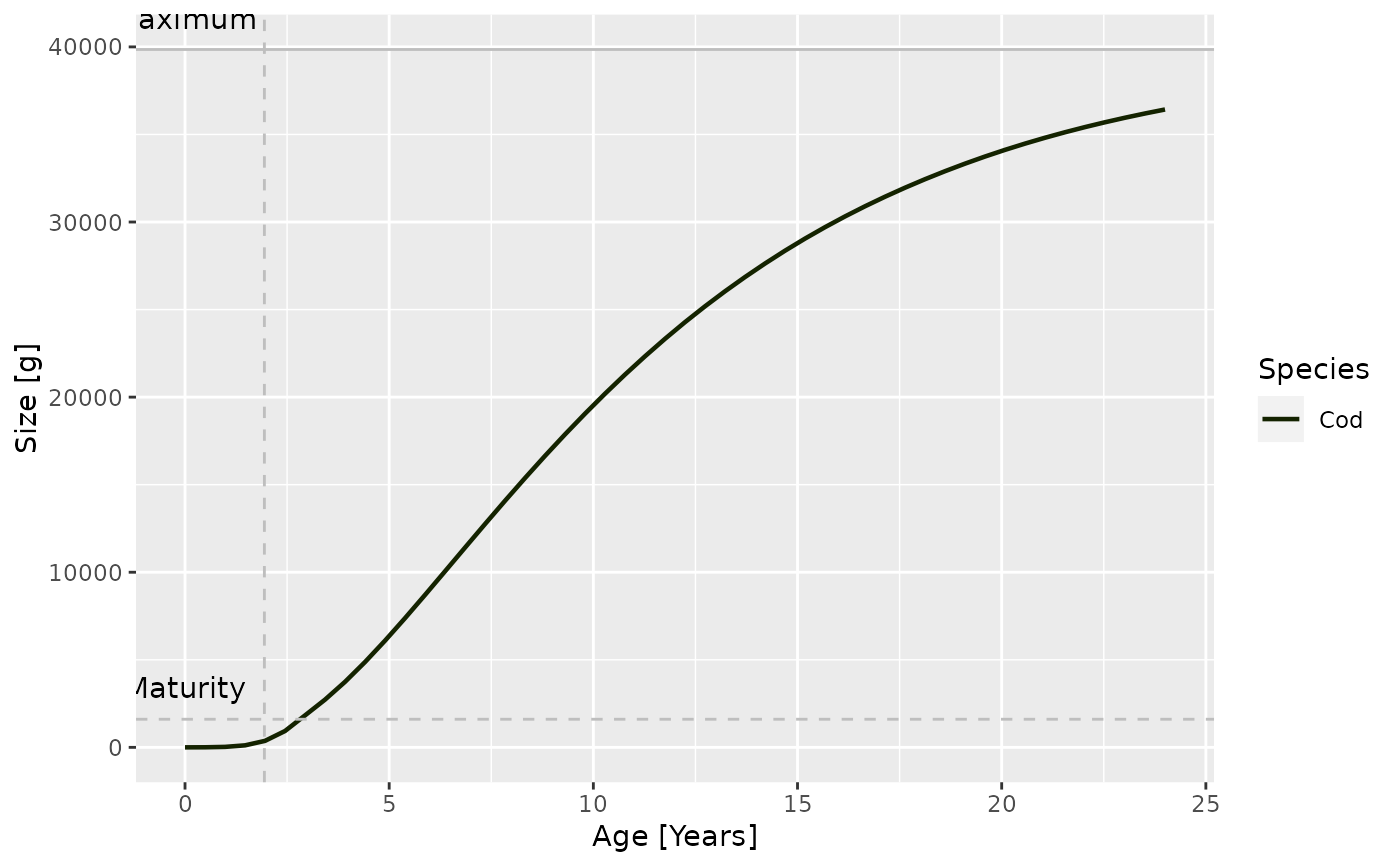 aximum
40000
30000
20000
10000
0
Maturity
0 5 10 15 20 25
Age [Years]
Size [g]
Species
Cod